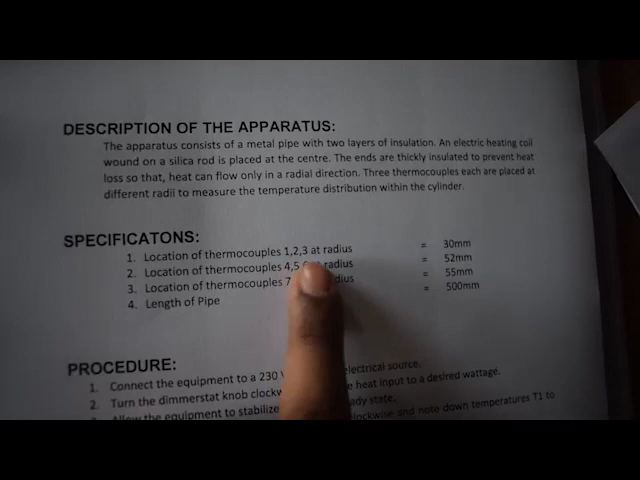 DESCRIPTION OF THE APPARATUS:
The apparatus consists of a metal pipe with two layers of insulation. An electric heating coil
wound on a silica rod is placed at the centre. The ends are thickly insulated to prevent heat
loss so that, heat can flow only in a radial direction. Three thermocouples each are placed at
different radii to measure the temperature distribution within the cylinder.
SPECIFICATONS:
1. Location of thermocouples 1,2,3 at radius = 30mm
2. Location of thermocouples 4,5 radius = 52mm
3. Location of thermocouples 7 = 55mm
4. Length of Pipe = 500mm
PROCEDURE:
1. Connect the equipment to a 230 electrical source.
2. Turn the dimmerstat knob heat input to a desired wattage.
3. Allow the equipment to and note down temperatures T1 to